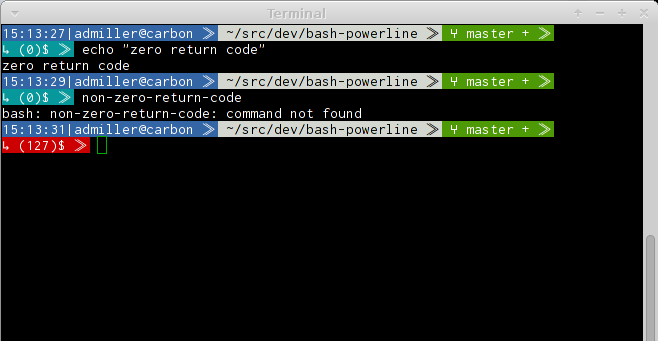 Terminal
15:13:27|admiller@carbon ⨠ ~/src/dev/bash-powerline ⨠ ⑂ master + ⨠
↳ (0)$ ⨠ echo "zero return code"
zero return code
15:13:29|admiller@carbon ⨠ ~/src/dev/bash-powerline ⨠ ⑂ master + ⨠
↳ (0)$ ⨠ non-zero-return-code
bash: non-zero-return-code: command not found
15:13:31|admiller@carbon ⨠ ~/src/dev/bash-powerline ⨠ ⑂ master + ⨠
↳ (127)$ ⨠